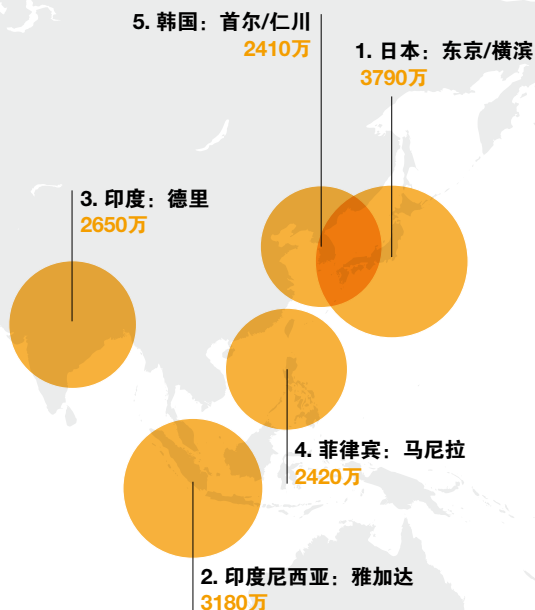 5. 韩国：首尔/仁川
2410万
1. 日本：东京/横滨
3790万
3. 印度：德里
2650万
4. 菲律宾：马尼拉
2420万
2. 印度尼西亚：雅加达
3180万